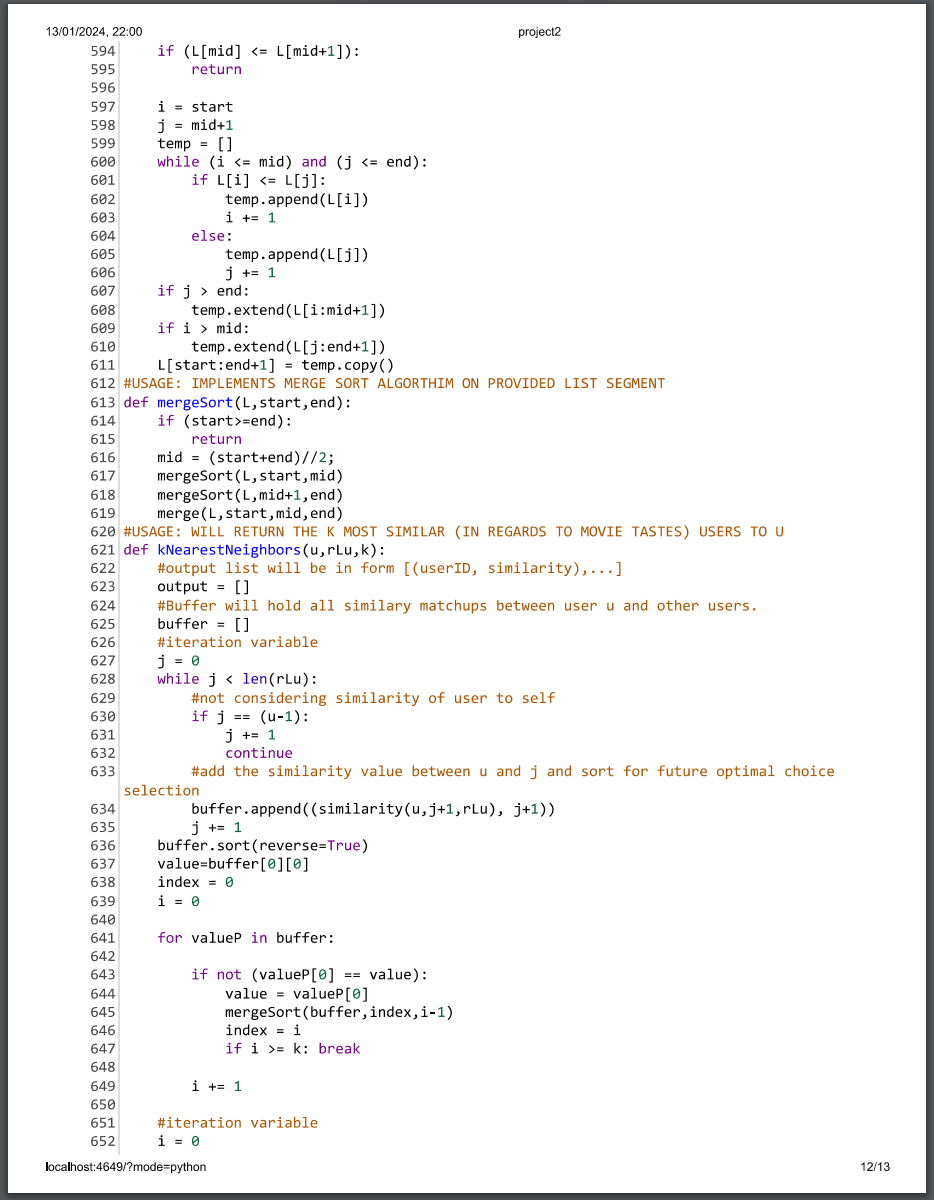 13/01/2024, 22:00 project2
594     if (L[mid] <= L[mid+1]):
595         return
596
597     i = start
598     j = mid+1
599     temp = []
600     while (i <= mid) and (j <= end):
601         if L[i] <= L[j]:
602             temp.append(L[i])
603             i += 1
604         else:
605             temp.append(L[j])
606             j += 1
607     if j > end:
608         temp.extend(L[i:mid+1])
609     if i > mid:
610         temp.extend(L[j:end+1])
611     L[start:end+1] = temp.copy()
612 #USAGE: IMPLEMENTS MERGE SORT ALGORTHIM ON PROVIDED LIST SEGMENT
613 def mergeSort(L,start,end):
614     if (start>=end):
615         return
616     mid = (start+end)//2;
617     mergeSort(L,start,mid)
618     mergeSort(L,mid+1,end)
619     merge(L,start,mid,end)
620 #USAGE: WILL RETURN THE K MOST SIMILAR (IN REGARDS TO MOVIE TASTES) USERS TO U
621 def kNearestNeighbors(u,rLu,k):
622     #output list will be in form [(userID, similarity),...]
623     output = []
624     #Buffer will hold all similary matchups between user u and other users.
625     buffer = []
626     #iteration variable
627     j = 0
628     while j < len(rLu):
629         #not considering similarity of user to self
630         if j == (u-1):
631             j += 1
632             continue
633         #add the similarity value between u and j and sort for future optimal choice
selection
634         buffer.append((similarity(u,j+1,rLu), j+1))
635         j += 1
636     buffer.sort(reverse=True)
637     value=buffer[0][0]
638     index = 0
639     i = 0
640
641     for valueP in buffer:
642
643         if not (valueP[0] == value):
644             value = valueP[0]
645             mergeSort(buffer,index,i-1)
646             index = i
647             if i >= k: break
648
649         i += 1
650
651     #iteration variable
652     i = 0
localhost:4649/?mode=python 12/13